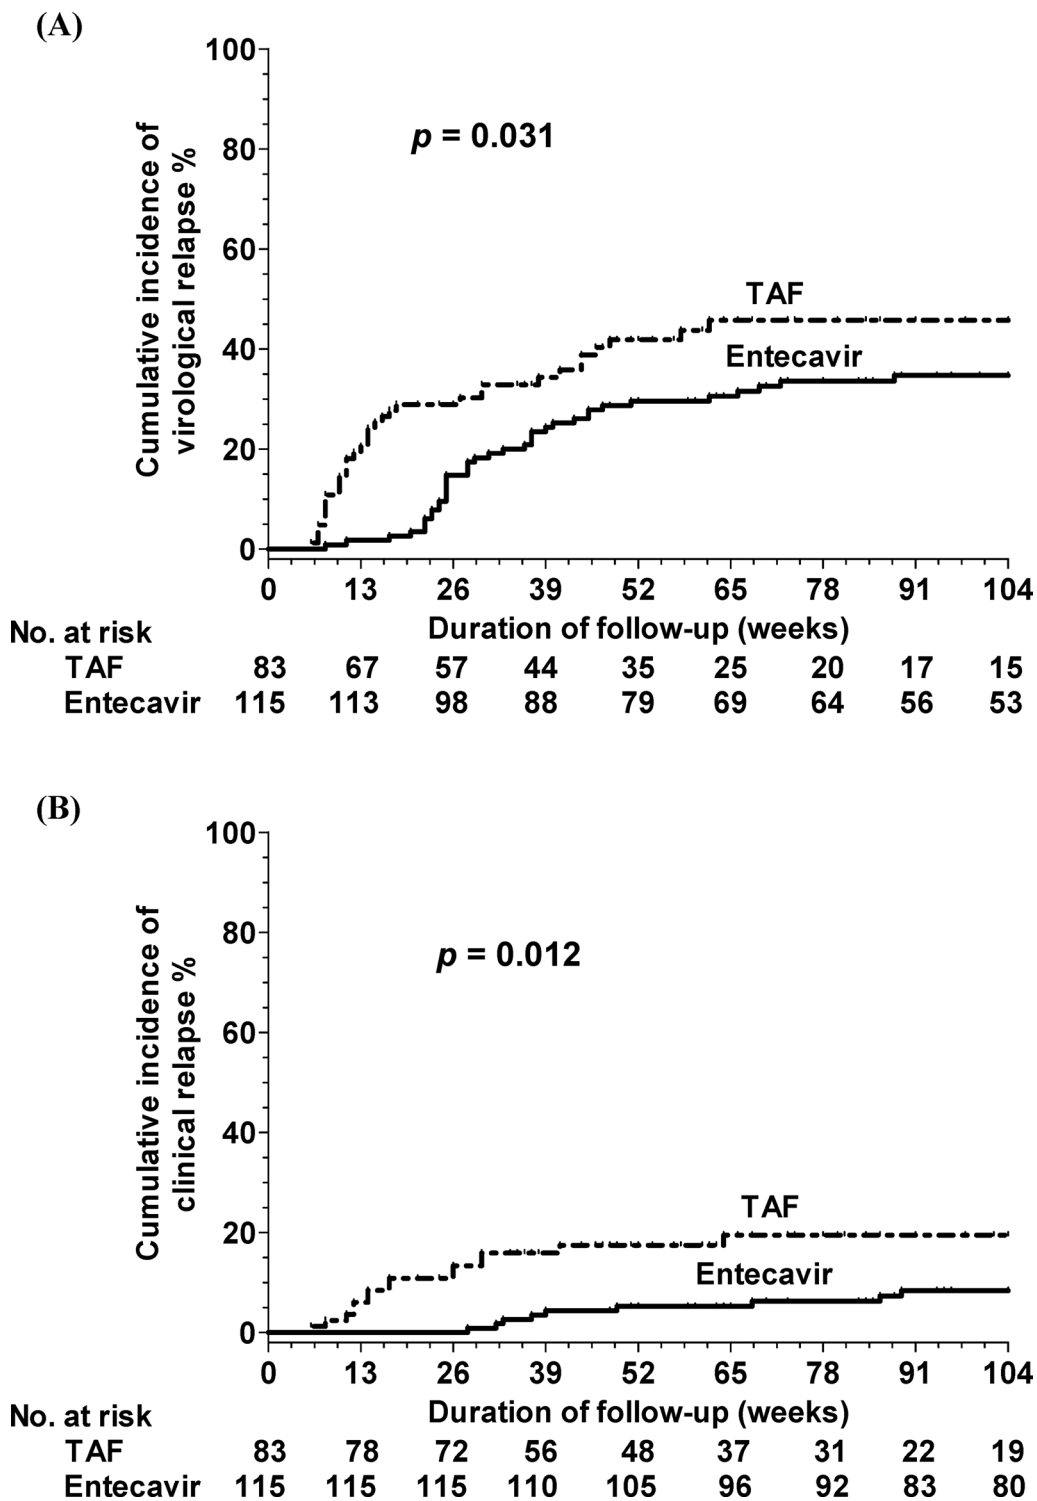 (A)
100
80
60
40
20
0
Cumulative incidence of
virological relapse %
p = 0.031
TAF
Entecavir
0 13 26 39 52 65 78 91 104
Duration of follow-up (weeks)
No. at risk
TAF 83 67 57 44 35 25 20 17 15
Entecavir 115 113 98 88 79 69 64 56 53
(B)
100
80
60
40
20
0
Cumulative incidence of
clinical relapse %
p = 0.012
TAF
Entecavir
0 13 26 39 52 65 78 91 104
Duration of follow-up (weeks)
No. at risk
TAF 83 78 72 56 48 37 31 22 19
Entecavir 115 115 115 110 105 96 92 83 80